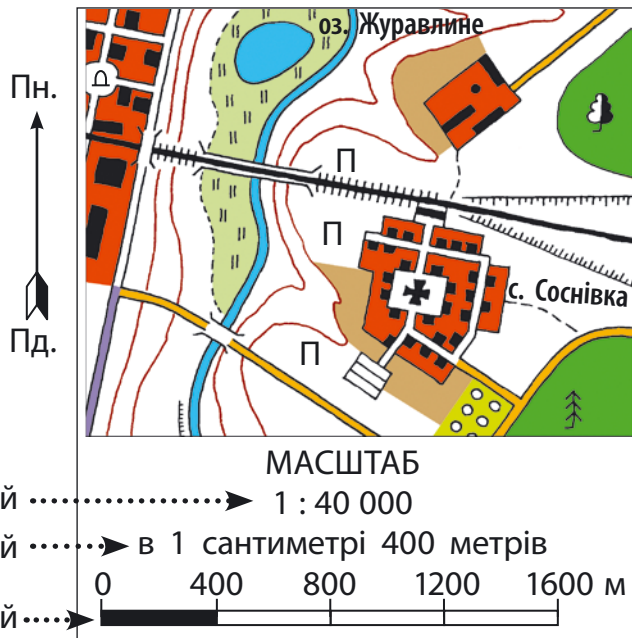 оз. Журавлине
Пн.
П
П
с. Соснівка
Пд.
П
МАСШТАБ
й 1 : 40 000
й в 1 сантиметрі 400 метрів
0 400 800 1200 1600 м
й